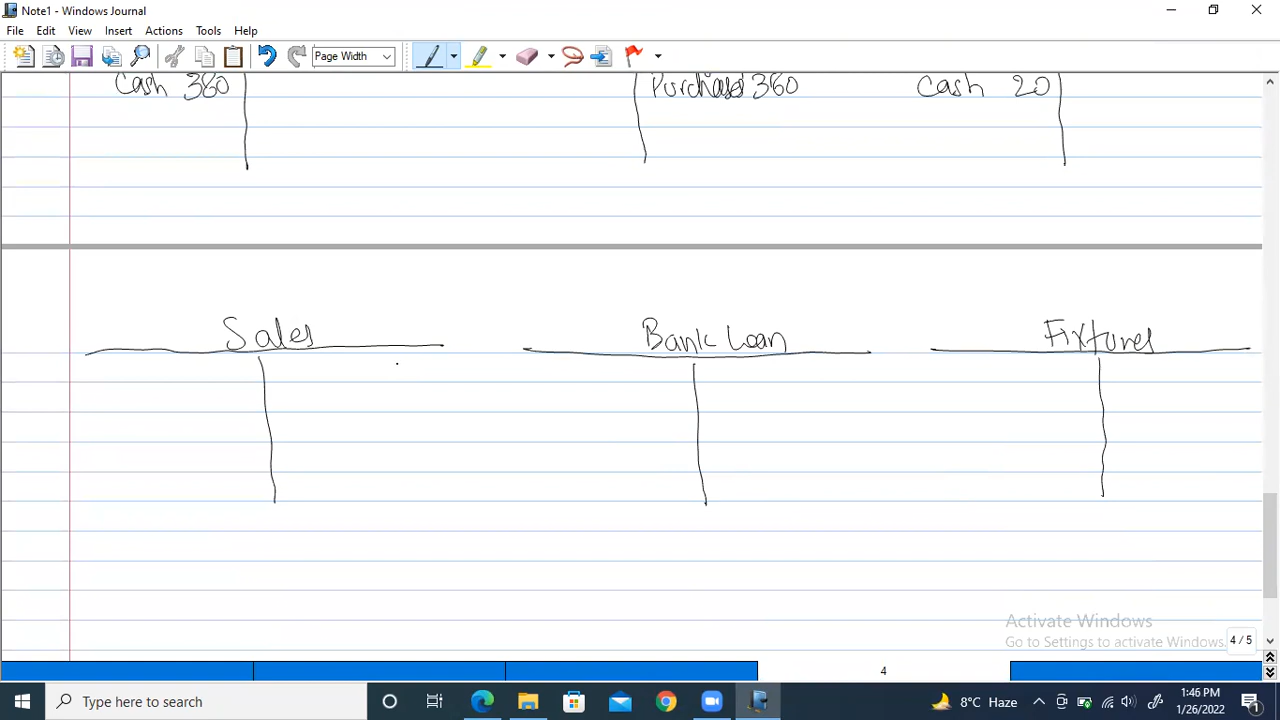 Note1 - Windows Journal
File Edit View Insert Actions Tools Help
Page Width
Cash 360 Purchases 360 Cash 20
Sales Bank Loan Fixtures
Activate Windows
Go to Settings to activate Windows.
4 / 5
4
Type here to search
8°C Haze
1:46 PM
1/26/2022
1